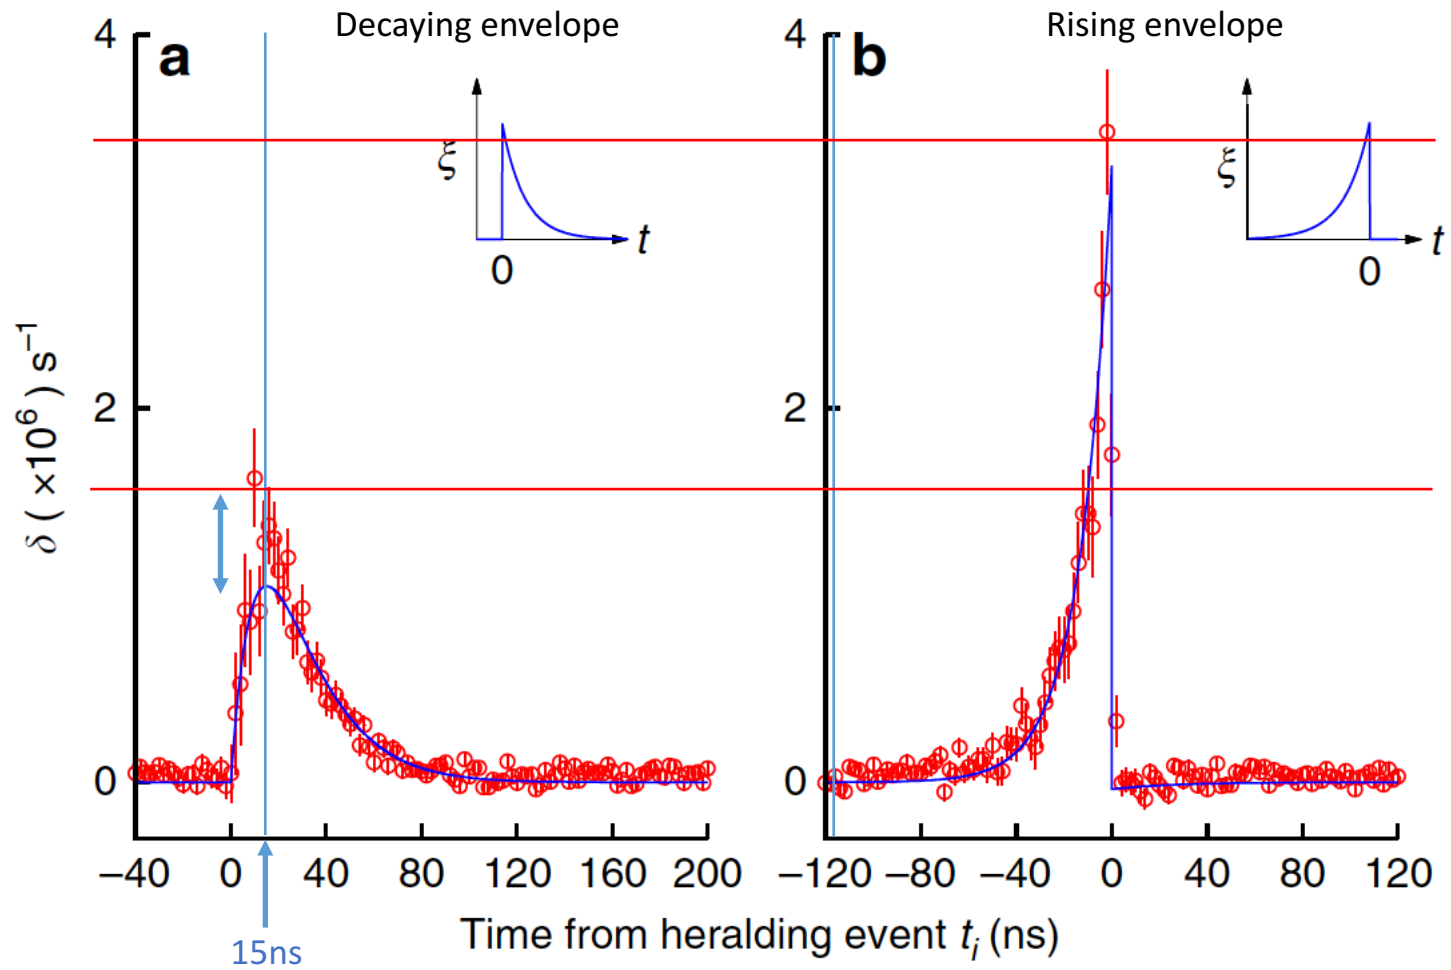 Decaying envelope
Rising envelope
4
a
ξ
t
0
4
b
ξ
t
0
2
2
0
0
δ ( ×10⁶ ) s⁻¹
−40 0 40 80 120 160 200
−120 −80 −40 0 40 80 120
Time from heralding event tᵢ (ns)
15ns